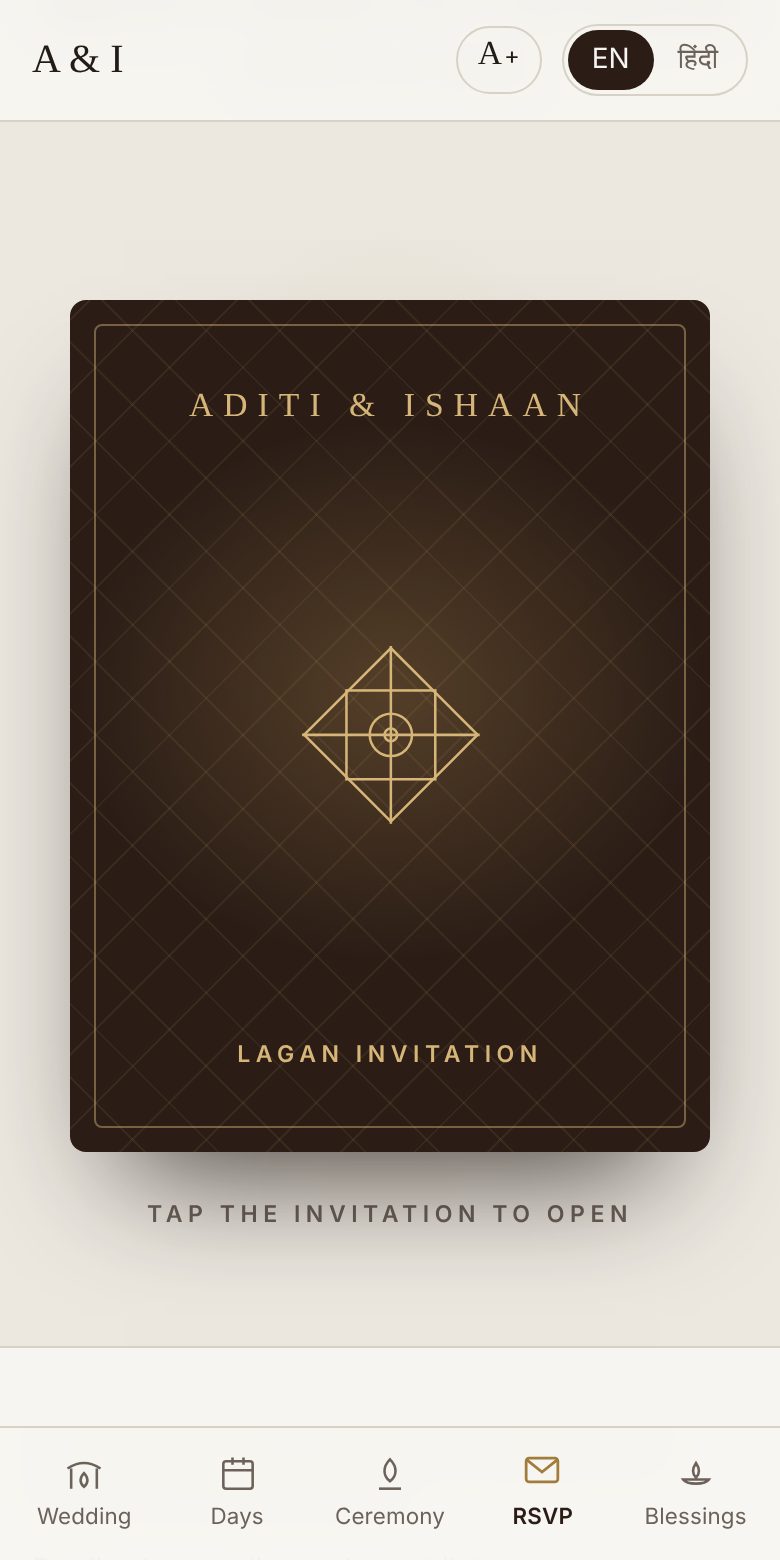 A & I
A+
EN
हिंदी
ADITI & ISHAAN
LAGAN INVITATION
TAP THE INVITATION TO OPEN
Wedding
Days
Ceremony
RSVP
Blessings